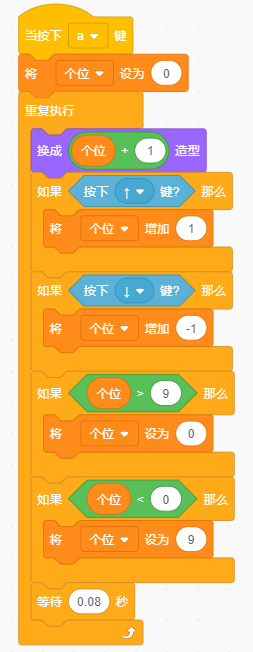 当按下 a 键
将 个位 设为 0
重复执行
换成 个位 + 1 造型
如果 按下 ↑ 键? 那么
将 个位 增加 1
如果 按下 ↓ 键? 那么
将 个位 增加 -1
如果 个位 > 9 那么
将 个位 设为 0
如果 个位 < 0 那么
将 个位 设为 9
等待 0.08 秒